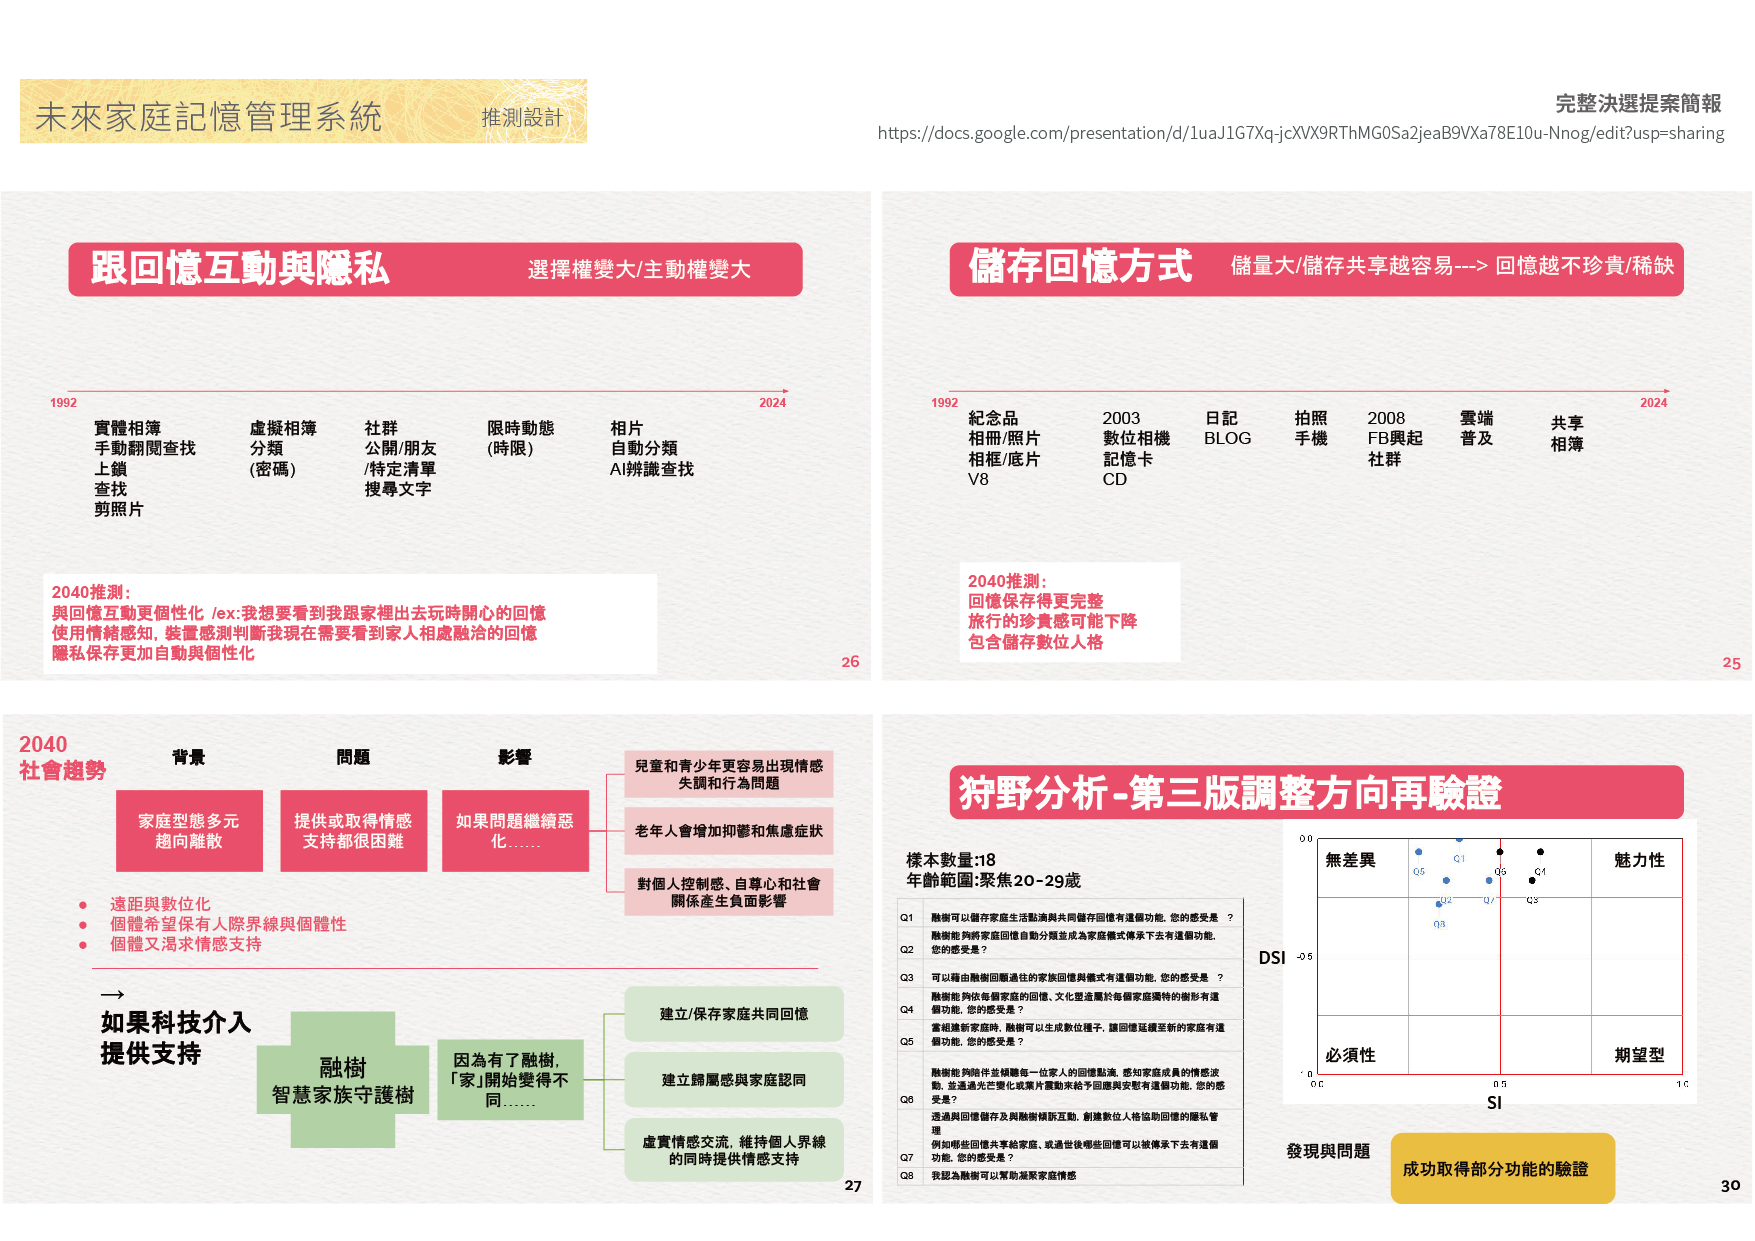 未來家庭記憶管理系統 推測設計
完整決選提案簡報
https://docs.google.com/presentation/d/1uaJ1G7Xq-jcXVX9RThMG0Sa2jeaB9VXa78E10u-Nnog/edit?usp=sharing
跟回憶互動與隱私 選擇權變大/主動權變大
1992
2024
實體相簿
手動翻閱查找
上鎖
查找
剪照片
虛擬相簿
分類
(密碼)
社群
公開/朋友
/特定清單
搜尋文字
限時動態
(時限)
相片
自動分類
AI辨識查找
2040推測：
與回憶互動更個性化 /ex:我想要看到我跟家裡出去玩時開心的回憶
使用情緒感知，裝置感測判斷我現在需要看到家人相處融洽的回憶
隱私保存更加自動與個性化
26
儲存回憶方式 儲量大/儲存共享越容易---> 回憶越不珍貴/稀缺
1992
2024
紀念品
相冊/照片
相框/底片
V8
2003
數位相機
記憶卡
CD
日記
BLOG
拍照
手機
2008
FB興起
社群
雲端
普及
共享
相簿
2040推測：
回憶保存得更完整
旅行的珍貴感可能下降
包含儲存數位人格
25
2040
社會趨勢
背景
問題
影響
家庭型態多元
趨向離散
提供或取得情感
支持都很困難
如果問題繼續惡
化……
兒童和青少年更容易出現情感
失調和行為問題
老年人會增加抑鬱和焦慮症狀
對個人控制感、自尊心和社會
關係產生負面影響
● 遠距與數位化
● 個體希望保有人際界線與個體性
● 個體又渴求情感支持
→
如果科技介入
提供支持
融樹
智慧家族守護樹
因為有了融樹，
「家」開始變得不
同……
建立/保存家庭共同回憶
建立歸屬感與家庭認同
虛實情感交流，維持個人界線
的同時提供情感支持
27
狩野分析-第三版調整方向再驗證
樣本數量:18
年齡範圍:聚焦20-29歲
Q1 融樹可以儲存家庭生活點滴與共同儲存回憶有這個功能，您的感受是 ？
融樹能夠將家庭回憶自動分類並成為家庭儀式傳承下去有這個功能，
Q2 您的感受是？
Q3 可以藉由融樹回顧過往的家族回憶與儀式有這個功能，您的感受是 ？
融樹能夠依每個家庭的回憶、文化塑造屬於每個家庭獨特的樹形有這
Q4 個功能，您的感受是？
當組建新家庭時，融樹可以生成數位種子，讓回憶延續至新的家庭有這
Q5 個功能，您的感受是？
融樹能夠陪伴並傾聽每一位家人的回憶點滴，感知家庭成員的情感波
動，並通過光芒變化或葉片震動來給予回應與安慰有這個功能，您的感
Q6 受是？
透過與回憶儲存及與融樹傾訴互動，創建數位人格協助回憶的隱私管
理
例如哪些回憶共享給家庭、或過世後哪些回憶可以被傳承下去有這個
Q7 功能，您的感受是？
Q8 我認為融樹可以幫助凝聚家庭情感
0.0
無差異
魅力性
Q1
Q5
Q6
Q4
Q2
Q7
Q3
Q8
DSI
-0.5
必須性
期望型
-1.0
0.0
0.5
1.0
SI
發現與問題
成功取得部分功能的驗證
30